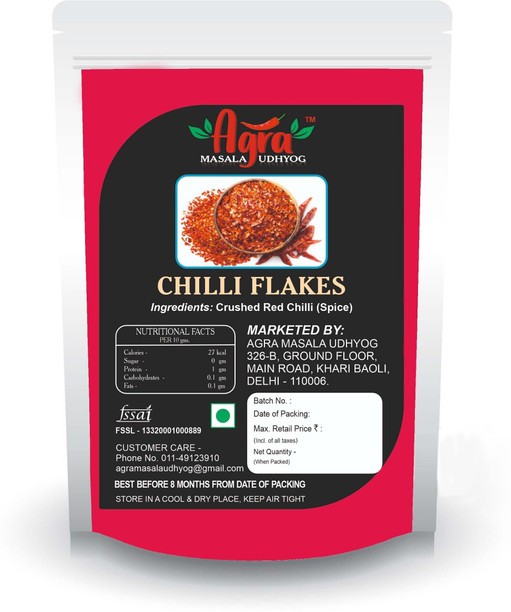 Agra™
MASALA UDHYOG
CHILLI FLAKES
Ingredients: Crushed Red Chilli (Spice)
NUTRITIONAL FACTS
PER 10 gms.
Calories - 27 kcal
Sugar - 0 gm
Protein - 1 gm
Carbohydrates - 0.1 gm
Fats - 0.1 gm
MARKETED BY:
AGRA MASALA UDHYOG
326-B, GROUND FLOOR,
MAIN ROAD, KHARI BAOLI,
DELHI - 110006.
fssai
FSSL - 13320001000889
CUSTOMER CARE -
Phone No. 011-49123910
agramasalaudhyog@gmail.com
Batch No. :
Date of Packing:
Max. Retail Price ₹ :
(Incl. of all taxes)
Net Quantity -
(When Packed)
BEST BEFORE 8 MONTHS FROM DATE OF PACKING
STORE IN A COOL & DRY PLACE, KEEP AIR TIGHT